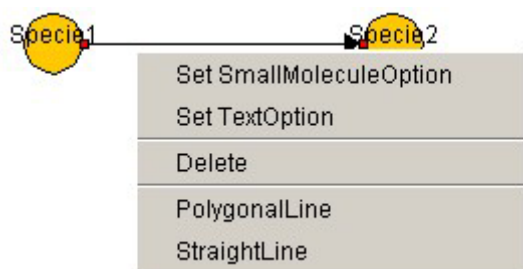 Specie1 Specie2
Set SmallMoleculeOption
Set TextOption
Delete
PolygonalLine
StraightLine